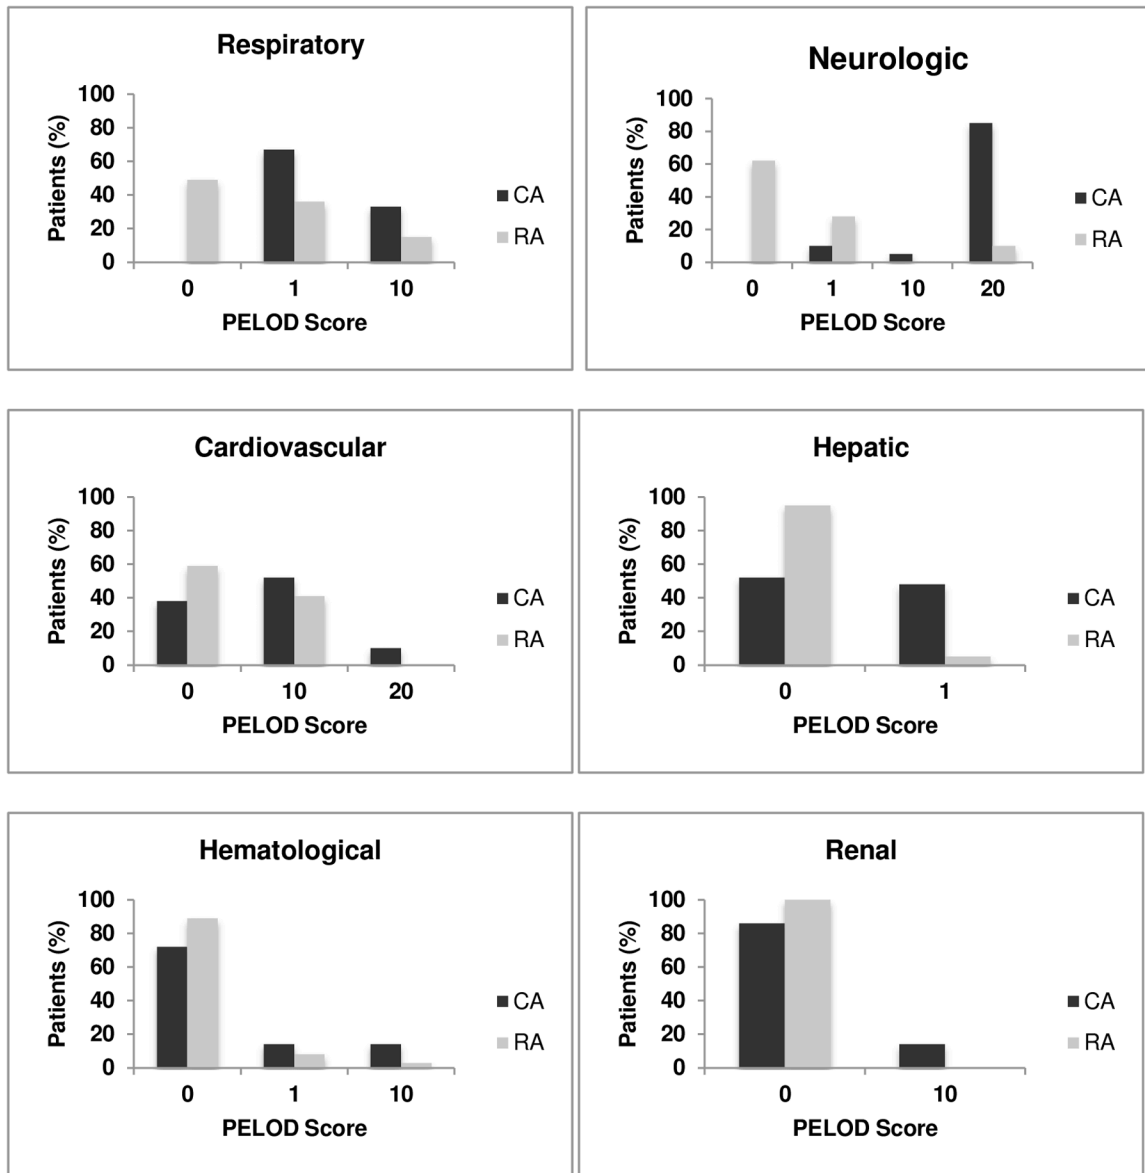 Respiratory
100
80
60
40
20
0
Patients (%)
0 1 10
PELOD Score
CA
RA
Neurologic
100
80
60
40
20
0
Patients (%)
0 1 10 20
PELOD Score
CA
RA
Cardiovascular
100
80
60
40
20
0
Patients (%)
0 10 20
PELOD Score
CA
RA
Hepatic
100
80
60
40
20
0
Patients (%)
0 1
PELOD Score
CA
RA
Hematological
100
80
60
40
20
0
Patients (%)
0 1 10
PELOD Score
CA
RA
Renal
100
80
60
40
20
0
Patients (%)
0 10
PELOD Score
CA
RA